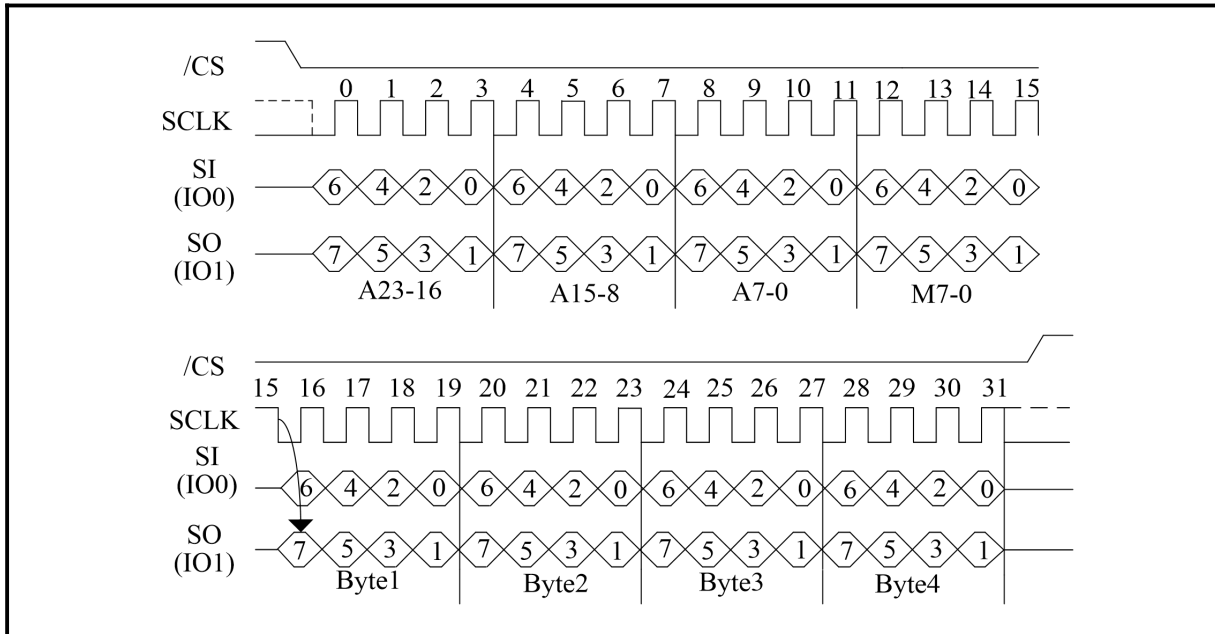 /CS
0 1 2 3 4 5 6 7 8 9 10 11 12 13 14 15
SCLK
SI
(IO0)
6 4 2 0 6 4 2 0 6 4 2 0 6 4 2 0
SO
(IO1)
7 5 3 1 7 5 3 1 7 5 3 1 7 5 3 1
A23-16 A15-8 A7-0 M7-0
/CS
15 16 17 18 19 20 21 22 23 24 25 26 27 28 29 30 31
SCLK
SI
(IO0)
6 4 2 0 6 4 2 0 6 4 2 0 6 4 2 0
SO
(IO1)
7 5 3 1 7 5 3 1 7 5 3 1 7 5 3 1
Byte1 Byte2 Byte3 Byte4